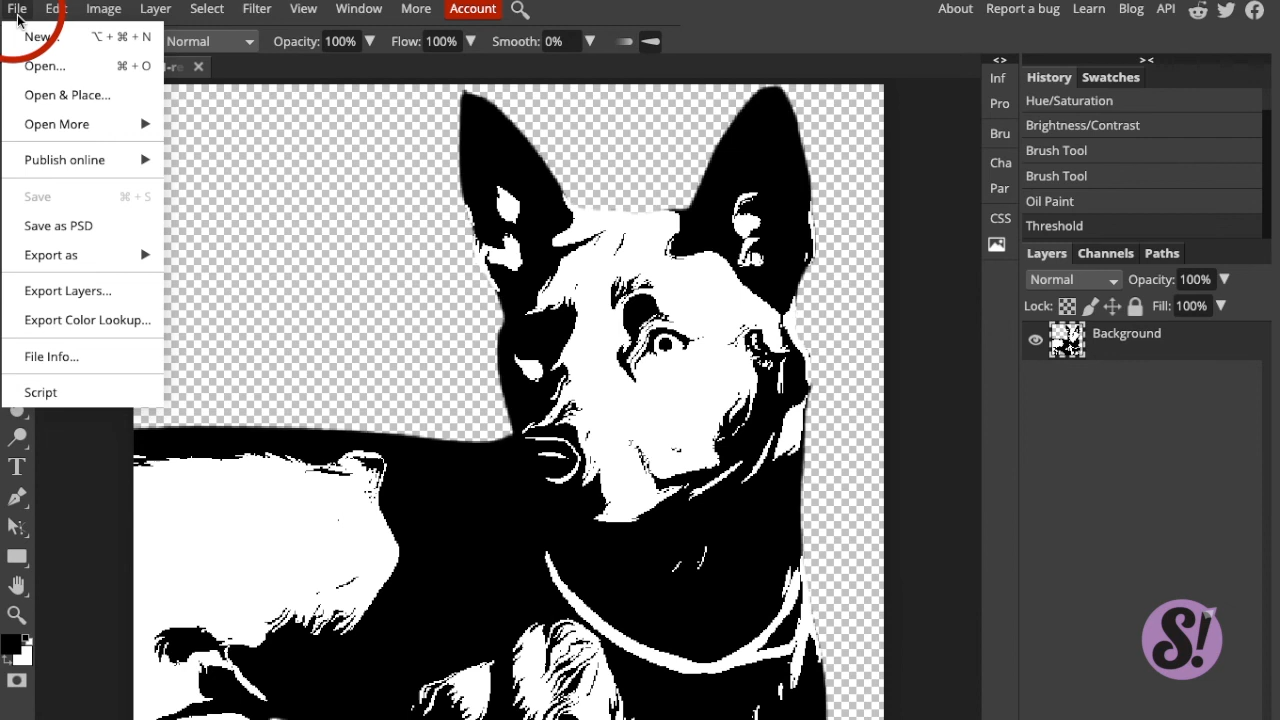 File Edit Image Layer Select Filter View Window More Account About Report a bug Learn Blog API
Normal Opacity: 100% Flow: 100% Smooth: 0%
New... ⌥ + ⌘ + N
Open... ⌘ + O
Open & Place...
Open More
Publish online
Save ⌘ + S
Save as PSD
Export as
Export Layers...
Export Color Lookup...
File Info...
Script
<> ><
Inf
Pro
Bru
Cha
Par
CSS
History Swatches
Hue/Saturation
Brightness/Contrast
Brush Tool
Brush Tool
Oil Paint
Threshold
Layers Channels Paths
Normal Opacity: 100%
Lock: Fill: 100%
Background
T
S!